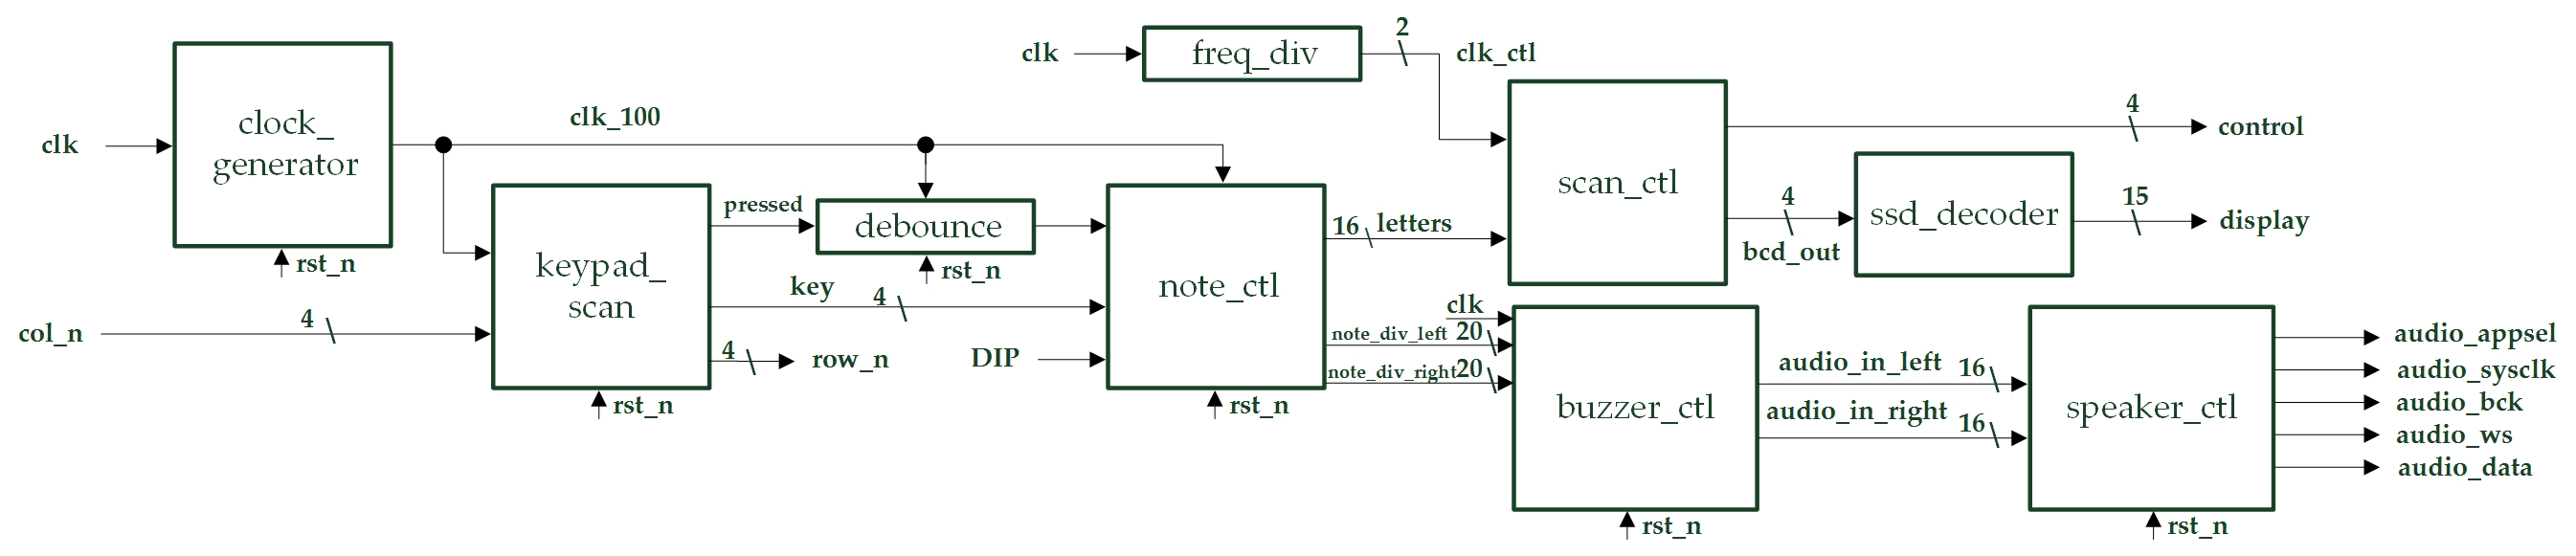 2
clk
freq_div
clk_ctl
4
control
clk_100
clock_
generator
clk
scan_ctl
4
15
pressed
ssd_decoder
display
debounce
16
letters
bcd_out
rst_n
rst_n
keypad_
scan
key
4
note_ctl
clk
4
col_n
note_div_left
20
audio_appsel
4
row_n
DIP
note_div_right
20
audio_in_left
16
audio_sysclk
rst_n
rst_n
buzzer_ctl
audio_in_right
16
speaker_ctl
audio_bck
audio_ws
audio_data
rst_n
rst_n